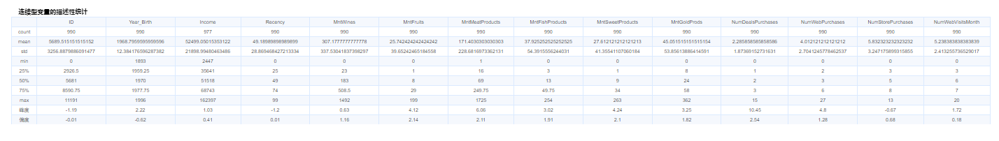 连续型变量的描述性统计
ID Year_Birth Income Recency MntWines MntFruits MntMeatProducts MntFishProducts MntSweetProducts MntGoldProds NumDealsPurchases NumWebPurchases NumStorePurchases NumWebVisitsMonth
count 990 990 977 990 990 990 990 990 990 990 990 990 990 990
mean 5689.515151515152 1968.7959595959596 52499.05015353122 49.18989898989899 307.1777777777778 25.742424242424242 171.4030303030303 37.925252525252525 27.612121212121213 45.051515151515154 2.285858585858586 4.012121212121212 5.832323232323232 5.238383838383839
std 3256.8879886091477 12.384176596287382 21898.99480463486 28.869468427213334 337.53041837398297 39.65242465184558 228.6816973362131 54.3915556244031 41.35541107060184 53.85613886414591 1.87369152731631 2.7041245778462537 3.247175899315855 2.413255736529017
min 0 1893 2447 0 0 0 1 0 0 0 0 0 0 0
25% 2926.5 1959.25 35641 25 23 1 16 3 1 8 1 2 3 3
50% 5681 1970 51518 49 183 8 69 13 9 24 2 3 5 6
75% 8590.75 1977.75 68743 74 508.5 29 249.75 49.75 34 58 3 6 8 7
max 11191 1996 162397 99 1492 199 1725 254 263 362 15 27 13 20
峰度 -1.19 2.22 1.03 -1.2 0.63 4.12 6.06 3.02 4.24 3.25 10.45 4.8 -0.67 1.72
偏度 -0.01 -0.62 0.41 0.01 1.16 2.14 2.11 1.91 2.1 1.82 2.54 1.28 0.68 0.18